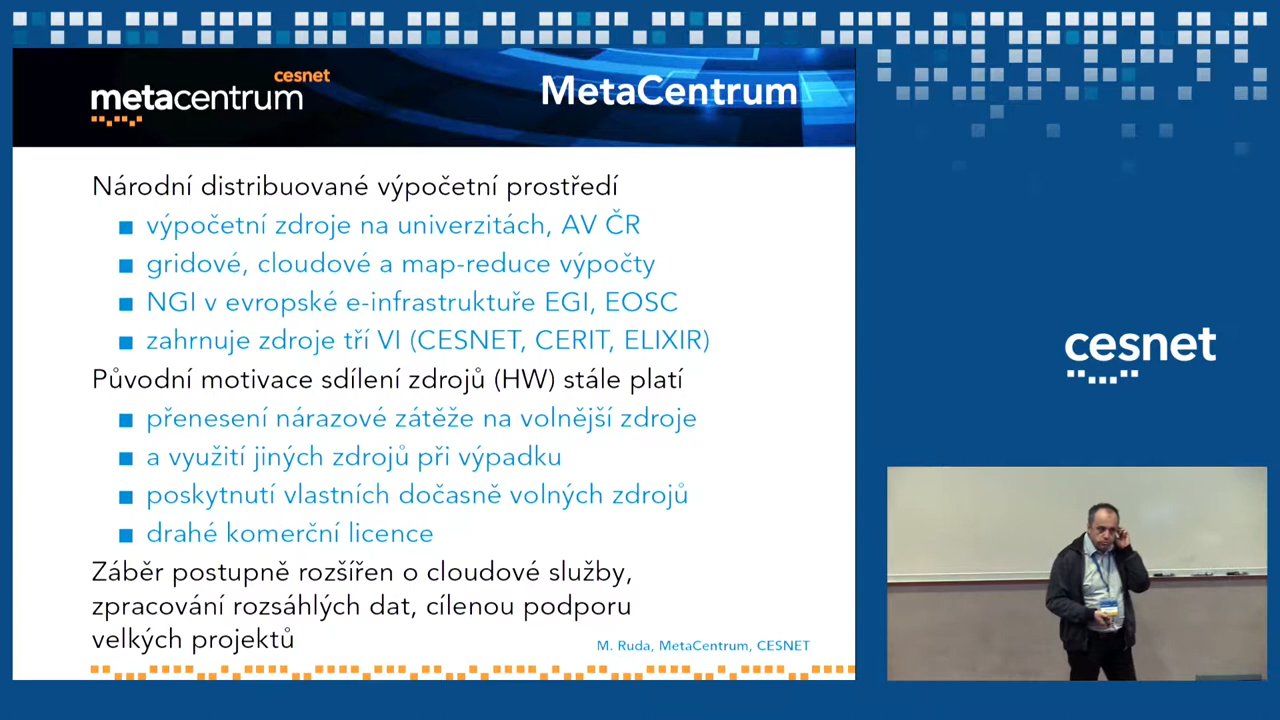 cesnet
metacentrum
MetaCentrum
Národní distribuované výpočetní prostředí
výpočetní zdroje na univerzitách, AV ČR
gridové, cloudové a map-reduce výpočty
NGI v evropské e-infrastruktuře EGI, EOSC
zahrnuje zdroje tří VI (CESNET, CERIT, ELIXIR)
Původní motivace sdílení zdrojů (HW) stále platí
přenesení nárazové zátěže na volnější zdroje
a využití jiných zdrojů při výpadku
poskytnutí vlastních dočasně volných zdrojů
drahé komerční licence
Záběr postupně rozšířen o cloudové služby,
zpracování rozsáhlých dat, cílenou podporu
velkých projektů
M. Ruda, MetaCentrum, CESNET
cesnet